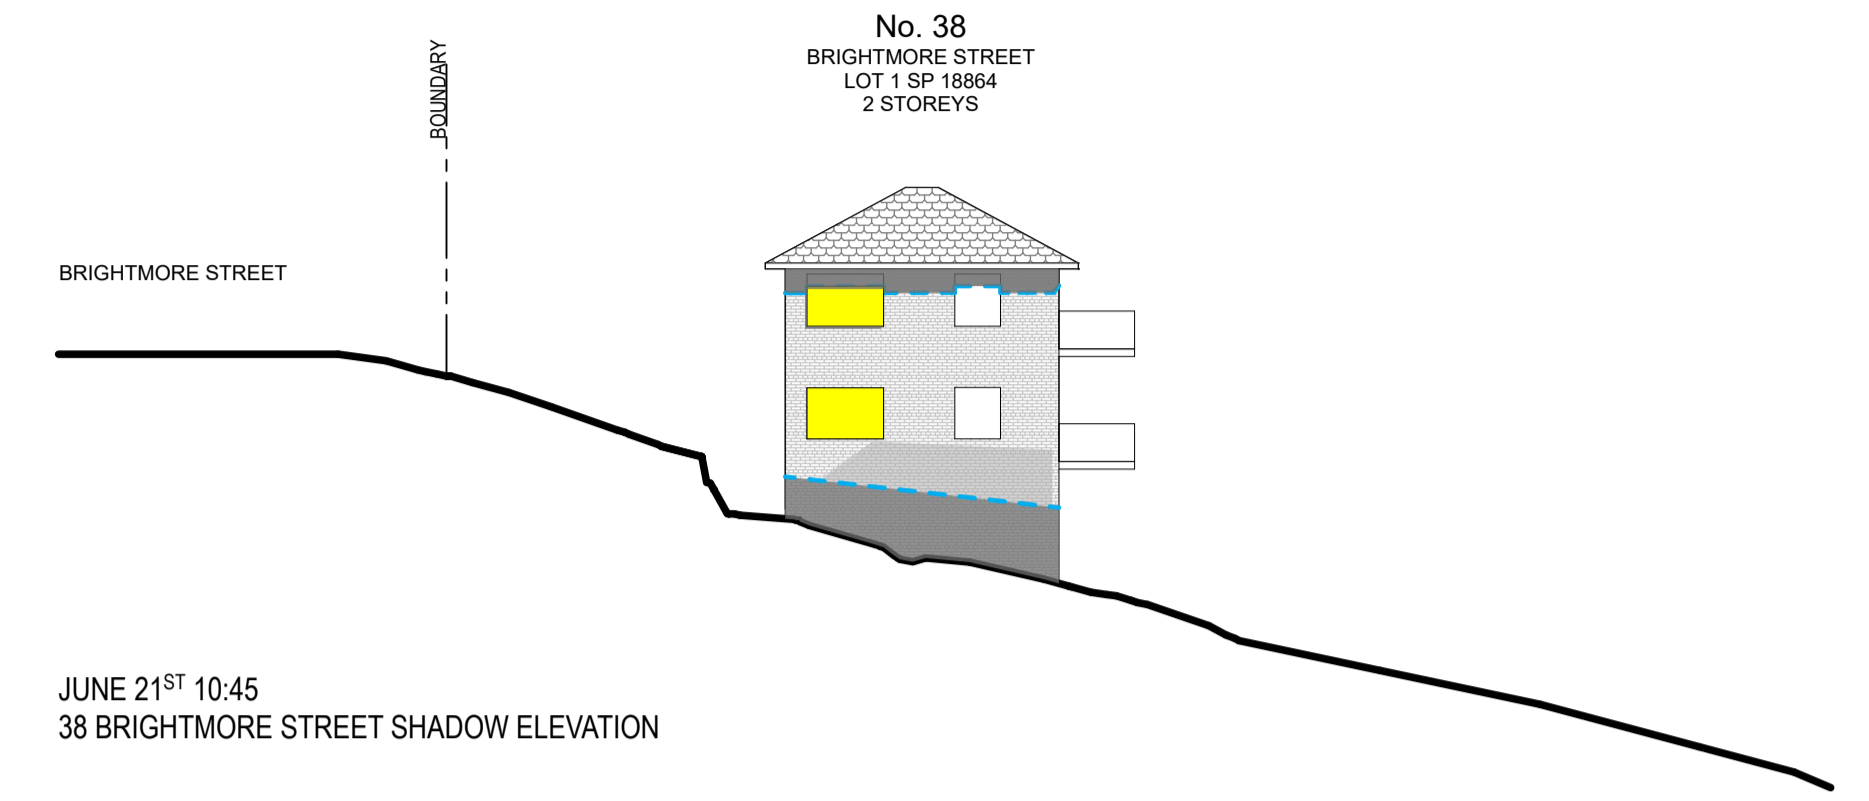 No. 38
BRIGHTMORE STREET
LOT 1 SP 18864
2 STOREYS
BOUNDARY
BRIGHTMORE STREET
JUNE 21ST 10:45
38 BRIGHTMORE STREET SHADOW ELEVATION